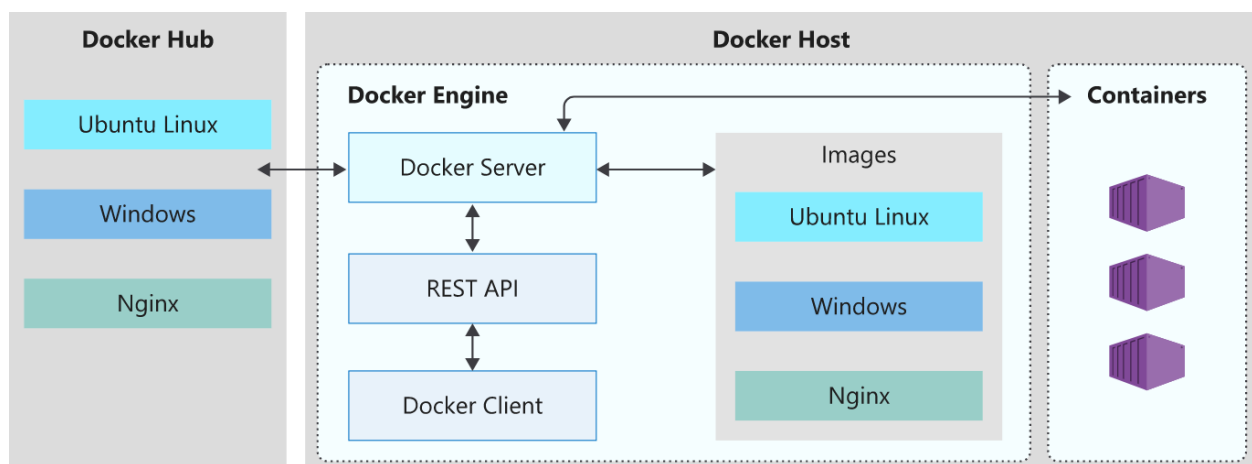 Docker Hub
Ubuntu Linux
Windows
Nginx
Docker Host
Docker Engine
Docker Server
REST API
Docker Client
Images
Ubuntu Linux
Windows
Nginx
Containers